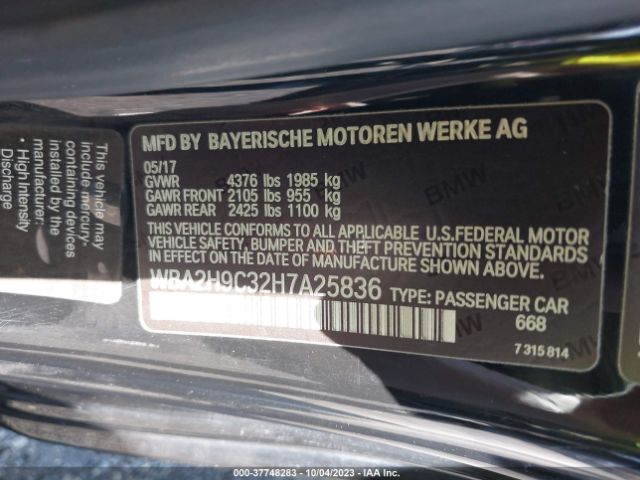 MFD BY BAYERISCHE MOTOREN WERKE AG
05/17
GVWR 4376 lbs 1985 kg
GAWR FRONT 2105 lbs 955 kg
GAWR REAR 2425 lbs 1100 kg
THIS VEHICLE CONFORMS TO ALL APPLICABLE U.S.FEDERAL MOTOR
VEHICLE SAFETY, BUMPER AND THEFT PREVENTION STANDARDS
IN EFFECT ON THE DATE OF MANUFACTURE SHOWN ABOVE.
WBA2H9C32H7A25836 TYPE: PASSENGER CAR
668
7 315 814
This vehicle may
include mercury-
containing devices
installed by the
manufacturer:
• High Intensity
Discharge
BMW
BMW
BMW
000-37748283 - 10/04/2023 - IAA Inc.